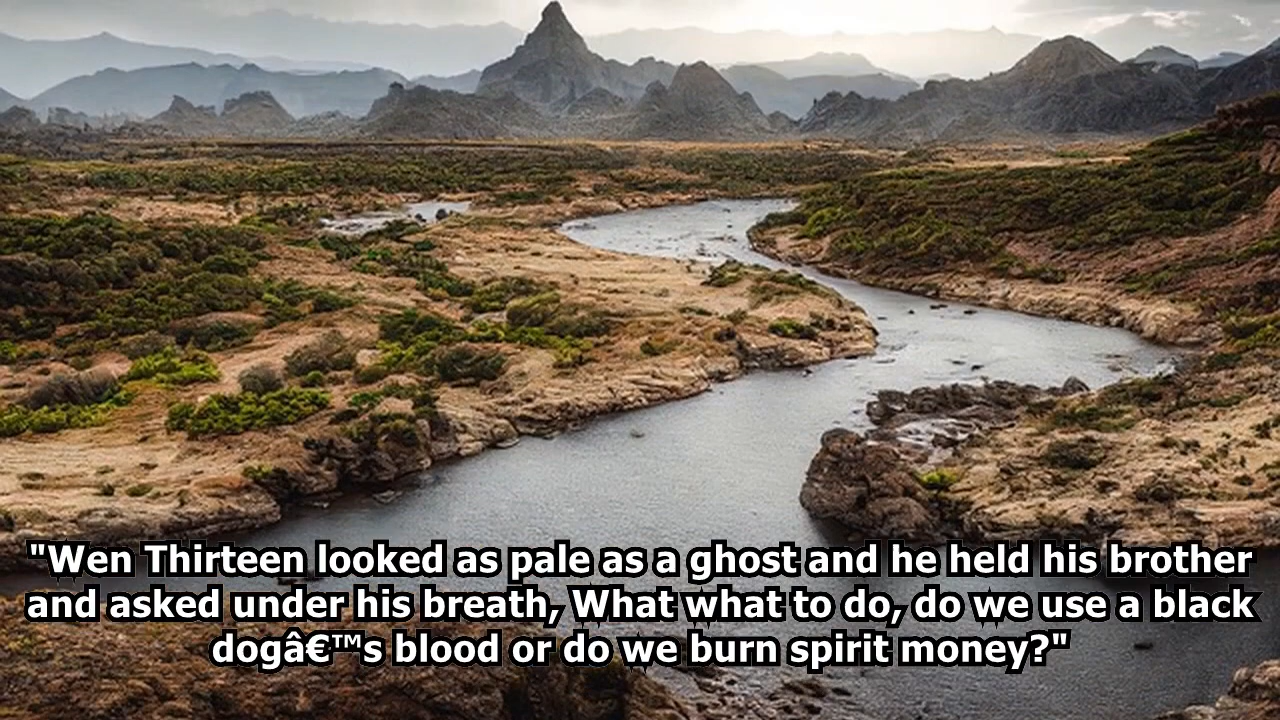 "Wen Thirteen looked as pale as a ghost and he held his brother
and asked under his breath, What what to do, do we use a black
dogâ€™s blood or do we burn spirit money?"